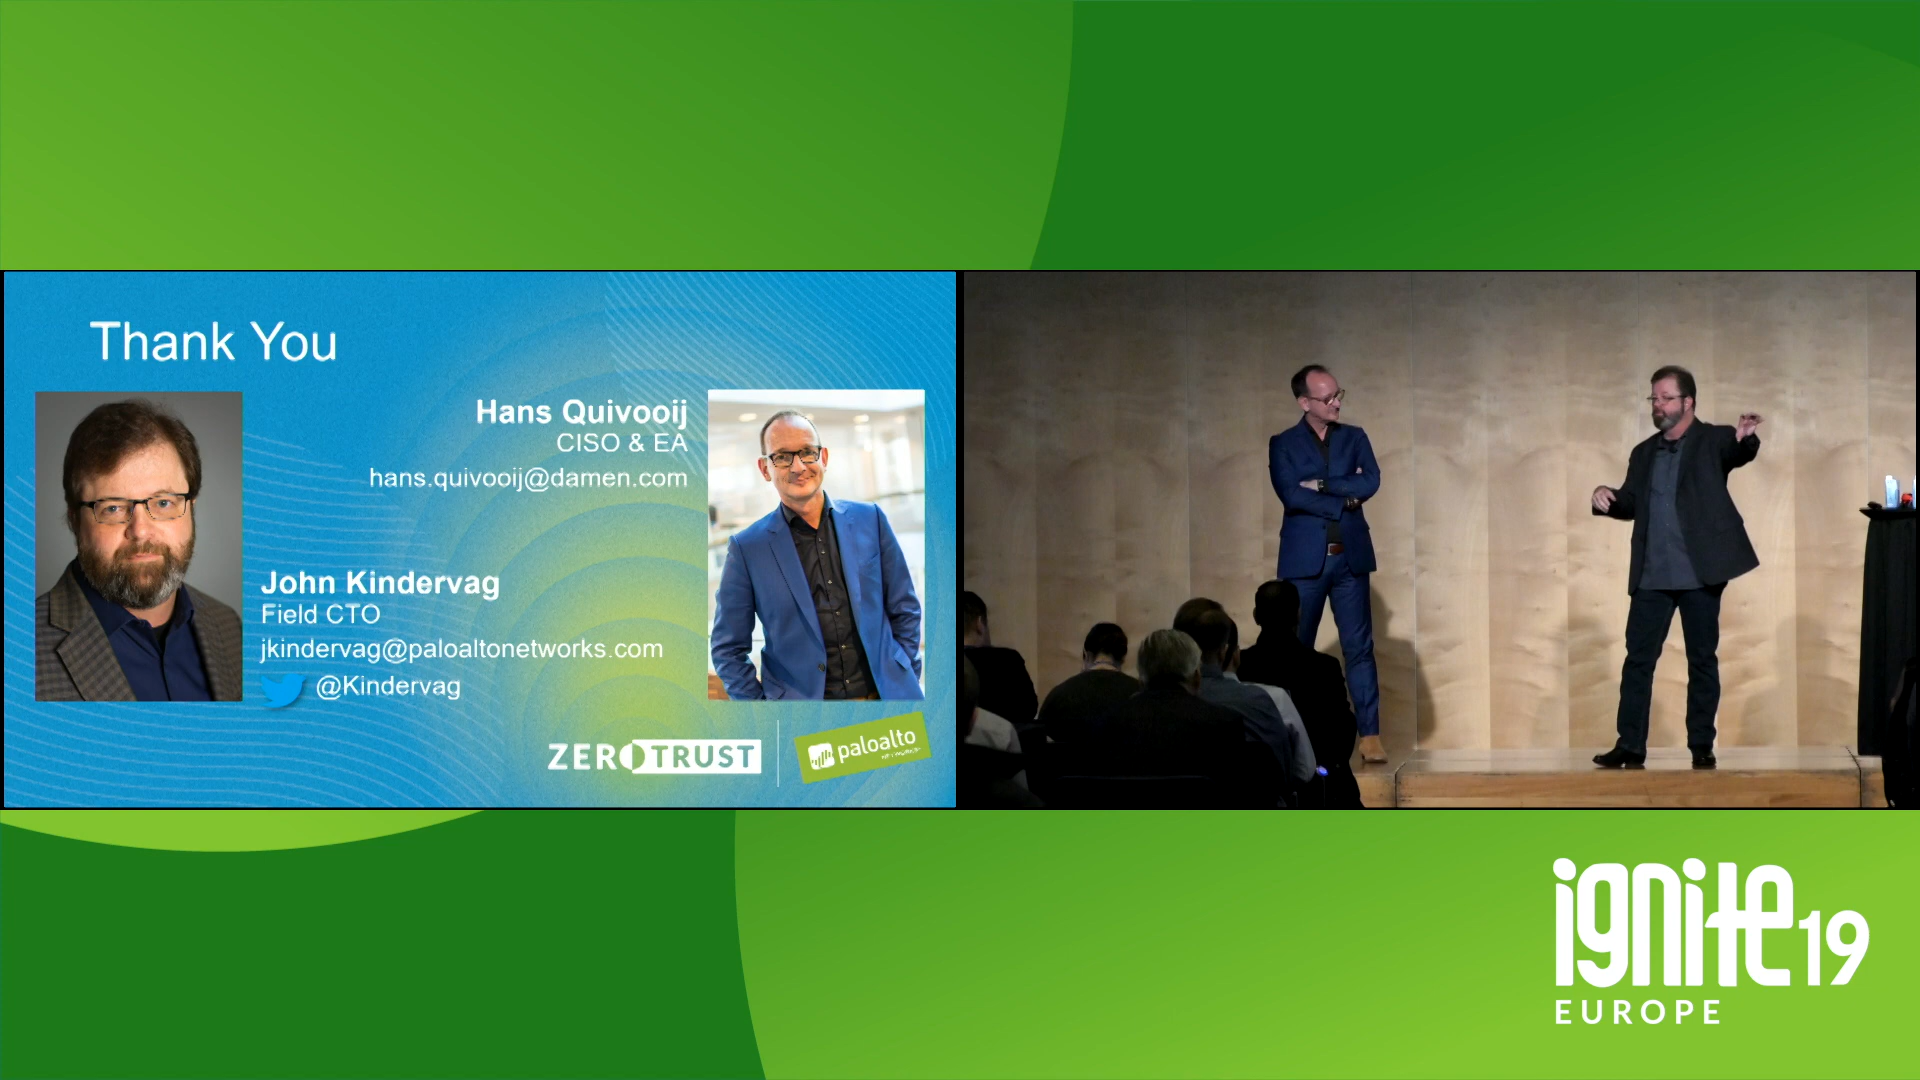 Thank You
Hans Quivooij
CISO & EA
hans.quivooij@damen.com
John Kindervag
Field CTO
jkindervag@paloaltonetworks.com
@Kindervag
ZERO TRUST
paloalto
NETWORKS
ignite19
EUROPE